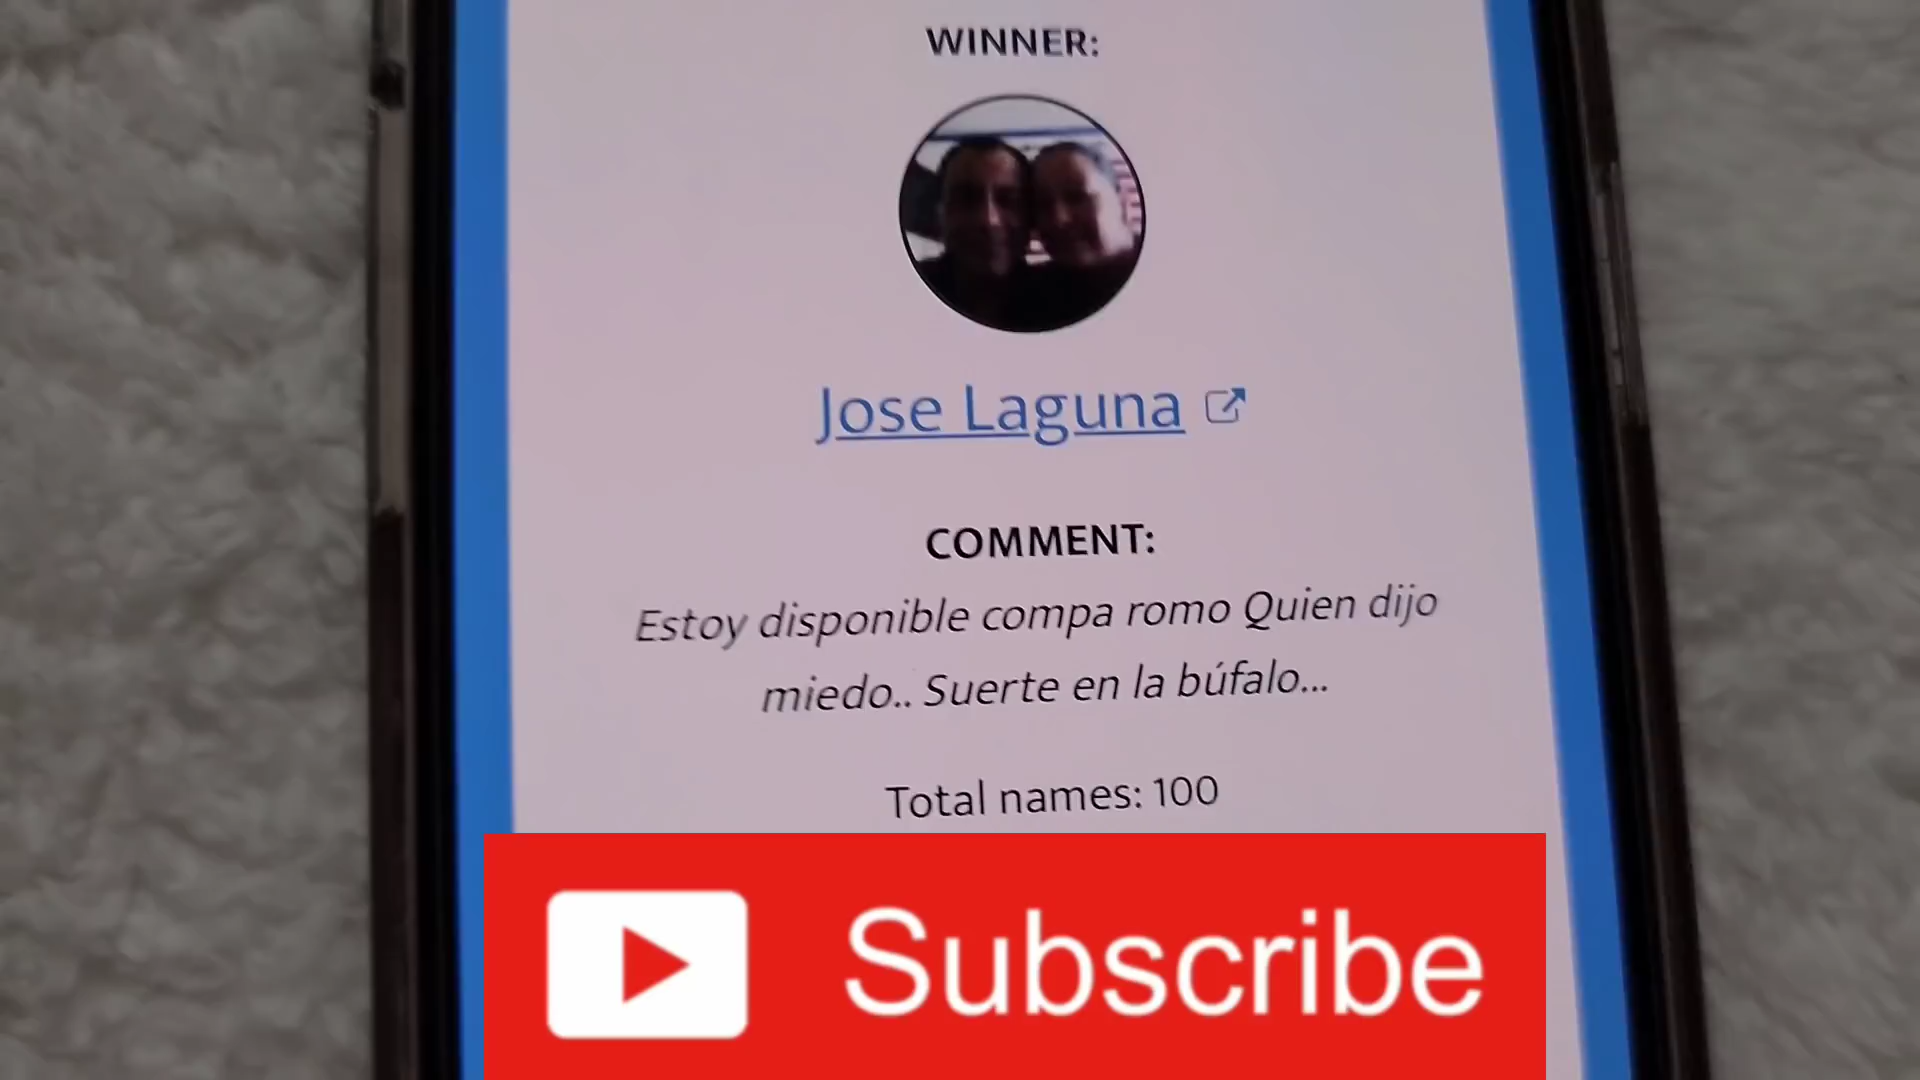 WINNER:
Jose Laguna
COMMENT:
Estoy disponible compa romo Quien dijo
miedo.. Suerte en la búfalo...
Total names: 100
Subscribe